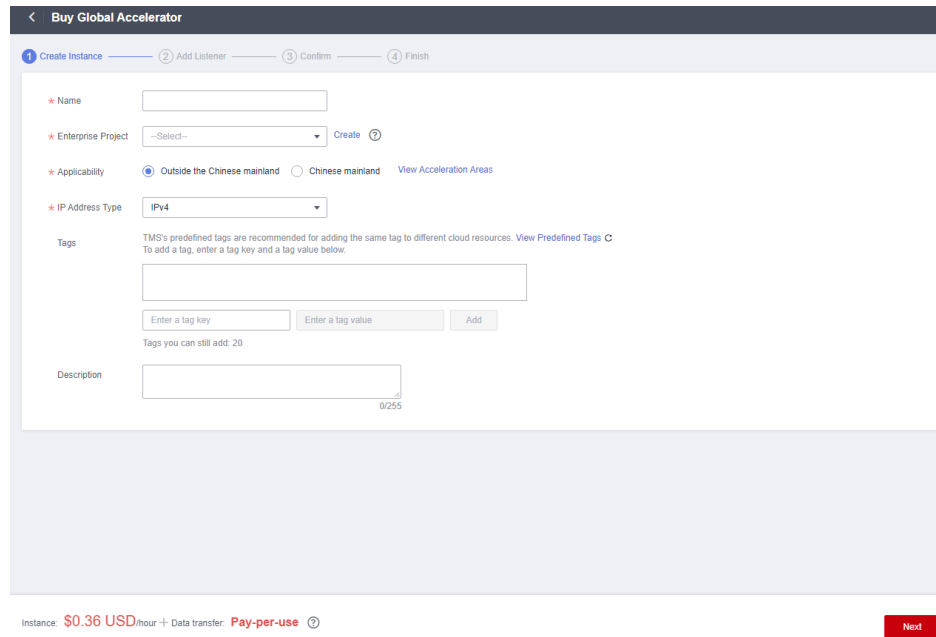 Buy Global Accelerator
1 Create Instance 2 Add Listener 3 Confirm 4 Finish
* Name
* Enterprise Project --Select-- Create ?
* Applicability Outside the Chinese mainland Chinese mainland View Acceleration Areas
* IP Address Type IPv4
Tags TMS's predefined tags are recommended for adding the same tag to different cloud resources. View Predefined Tags
To add a tag, enter a tag key and a tag value below.
Enter a tag key Enter a tag value Add
Tags you can still add: 20
Description
0/255
Instance: $0.36 USD/hour + Data transfer: Pay-per-use ? Next